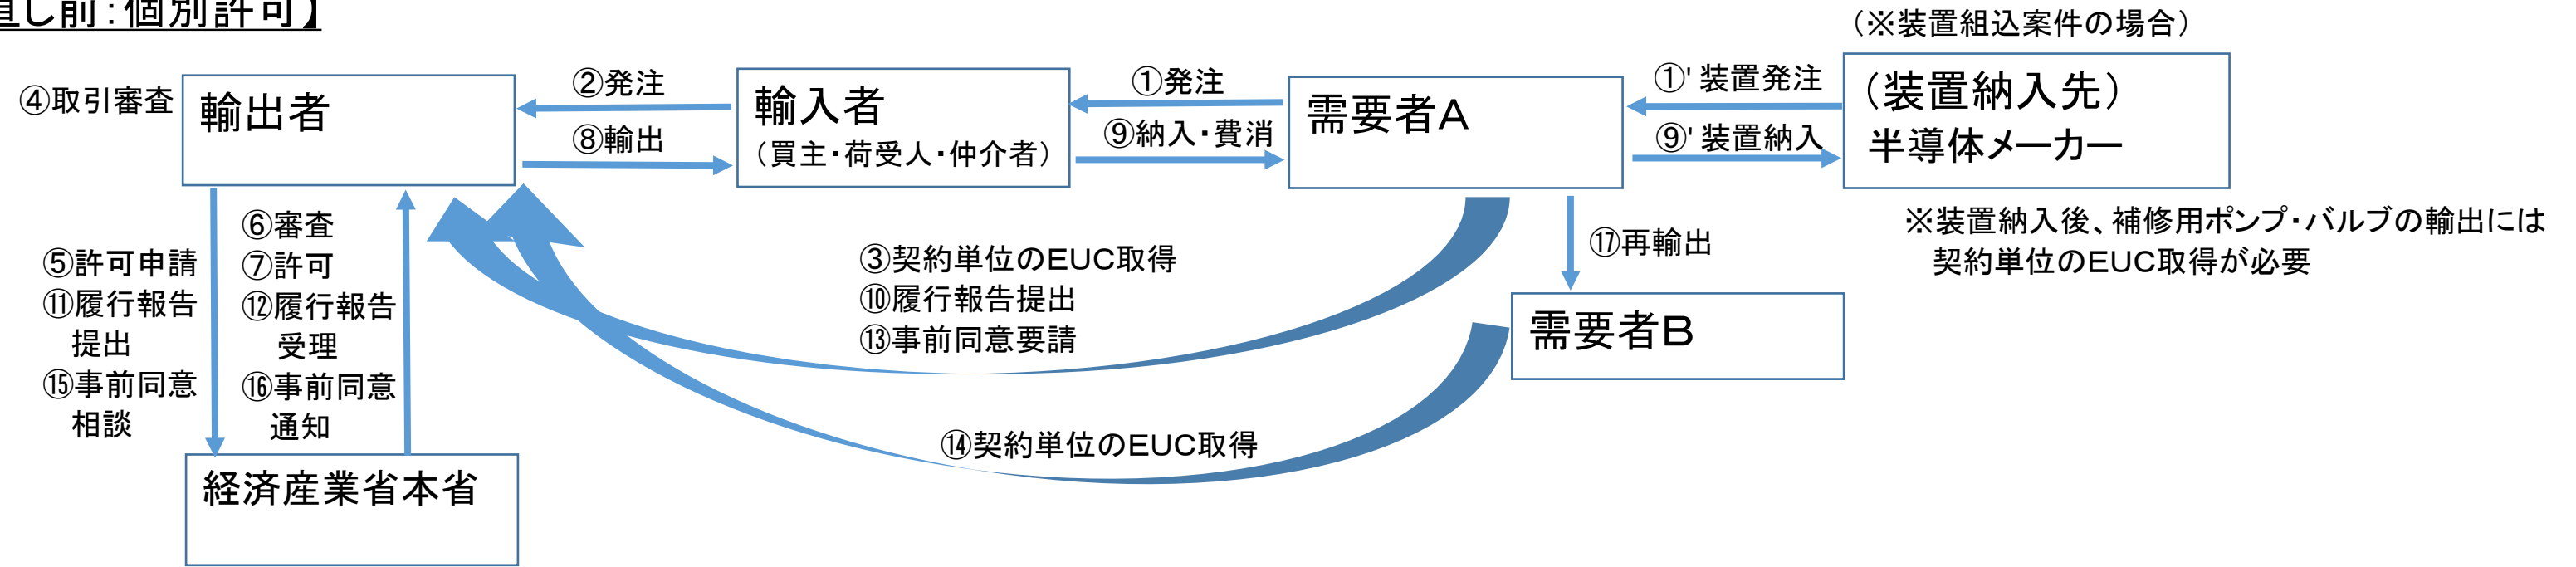 直し前：個別許可】
（※装置組込案件の場合）
④取引審査
輸出者
②発注
⑧輸出
輸入者
（買主・荷受人・仲介者）
①発注
⑨納入・費消
需要者Ａ
①' 装置発注
⑨' 装置納入
（装置納入先）
半導体メーカー
※装置納入後、補修用ポンプ・バルブの輸出には
契約単位のＥＵＣ取得が必要
⑤許可申請
⑪履行報告
提出
⑮事前同意
相談
⑥審査
⑦許可
⑫履行報告
受理
⑯事前同意
通知
③契約単位のＥＵＣ取得
⑩履行報告提出
⑬事前同意要請
⑰再輸出
需要者Ｂ
⑭契約単位のＥＵＣ取得
経済産業省本省